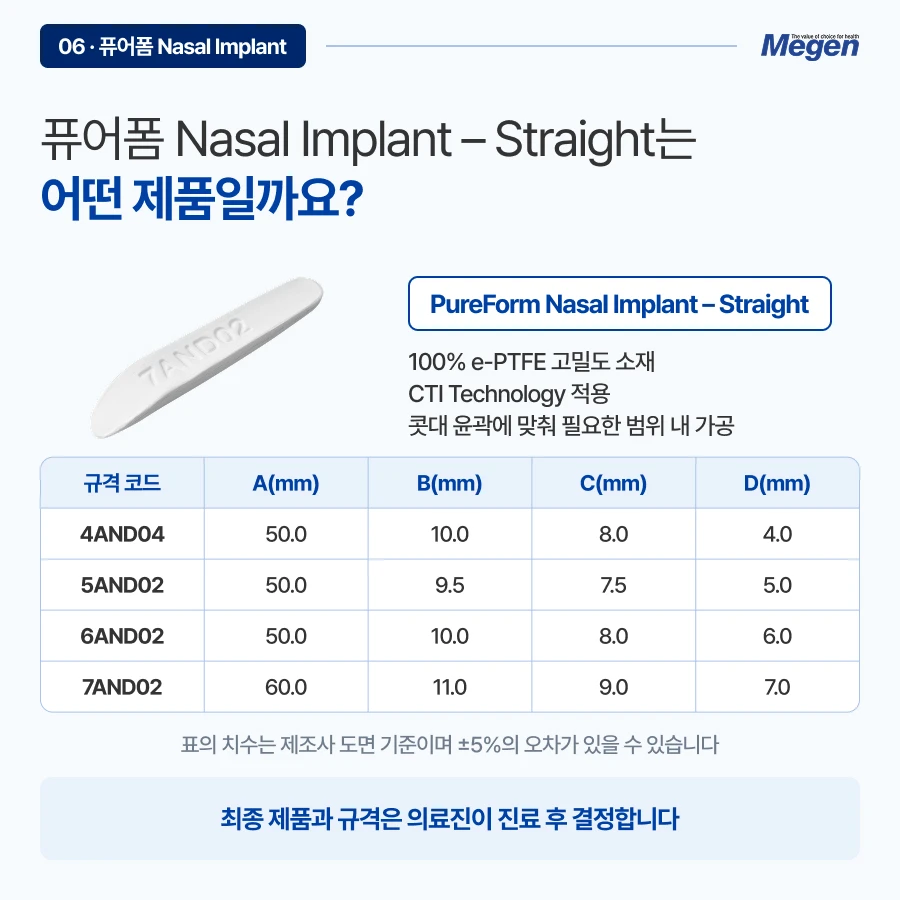 06 · 퓨어폼 Nasal Implant
The value of choice for health
Megen
퓨어폼 Nasal Implant – Straight는
어떤 제품일까요?
7AND02
PureForm Nasal Implant – Straight
100% e-PTFE 고밀도 소재
CTI Technology 적용
콧대 윤곽에 맞춰 필요한 범위 내 가공
규격 코드 A(mm) B(mm) C(mm) D(mm)
4AND04 50.0 10.0 8.0 4.0
5AND02 50.0 9.5 7.5 5.0
6AND02 50.0 10.0 8.0 6.0
7AND02 60.0 11.0 9.0 7.0
표의 치수는 제조사 도면 기준이며 ±5%의 오차가 있을 수 있습니다
최종 제품과 규격은 의료진이 진료 후 결정합니다